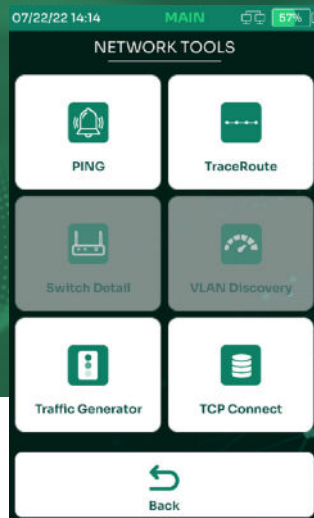 07/22/22 14:14 MAIN 57%
NETWORK TOOLS
PING TraceRoute
Switch Detail VLAN Discovery
Traffic Generator TCP Connect
Back